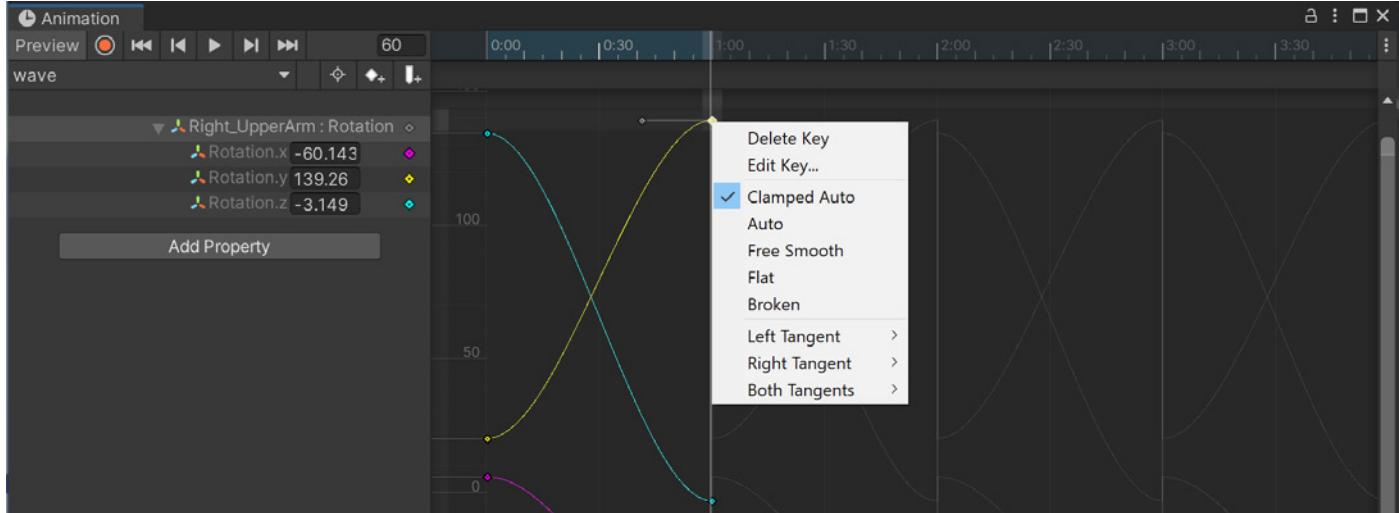 Animation
Preview 60 0:00 0:30 1:00 1:30 2:00 2:30 3:00 3:30
wave
Right_UpperArm : Rotation
Rotation.x -60.143
Rotation.y 139.26
Rotation.z -3.149
Add Property
100
50
0
Delete Key
Edit Key...
Clamped Auto
Auto
Free Smooth
Flat
Broken
Left Tangent
Right Tangent
Both Tangents